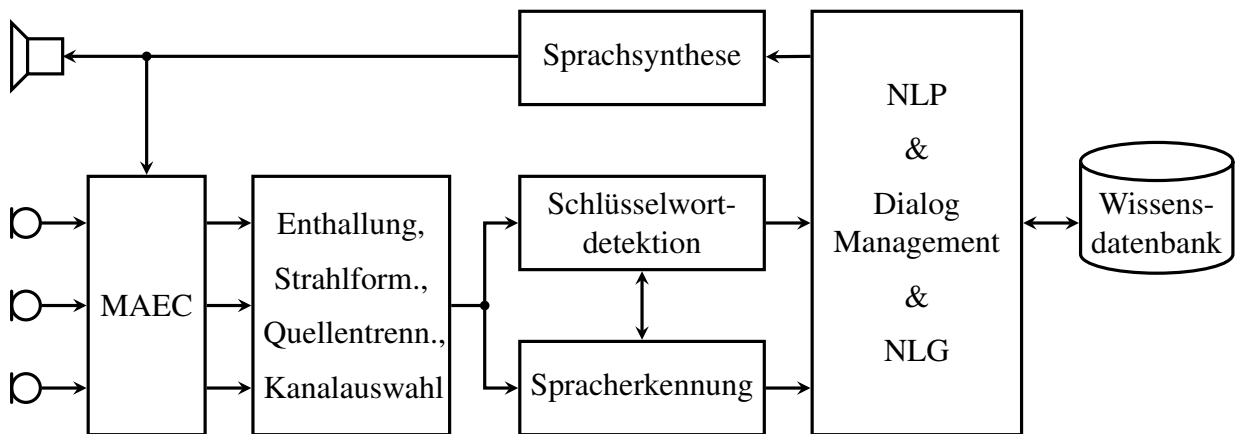 Sprachsynthese
NLP
&
Dialog
Management
&
NLG
Wissens-
datenbank
MAEC
Enthallung,
Strahlform.,
Quellentrenn.,
Kanalauswahl
Schlüsselwort-
detektion
Spracherkennung